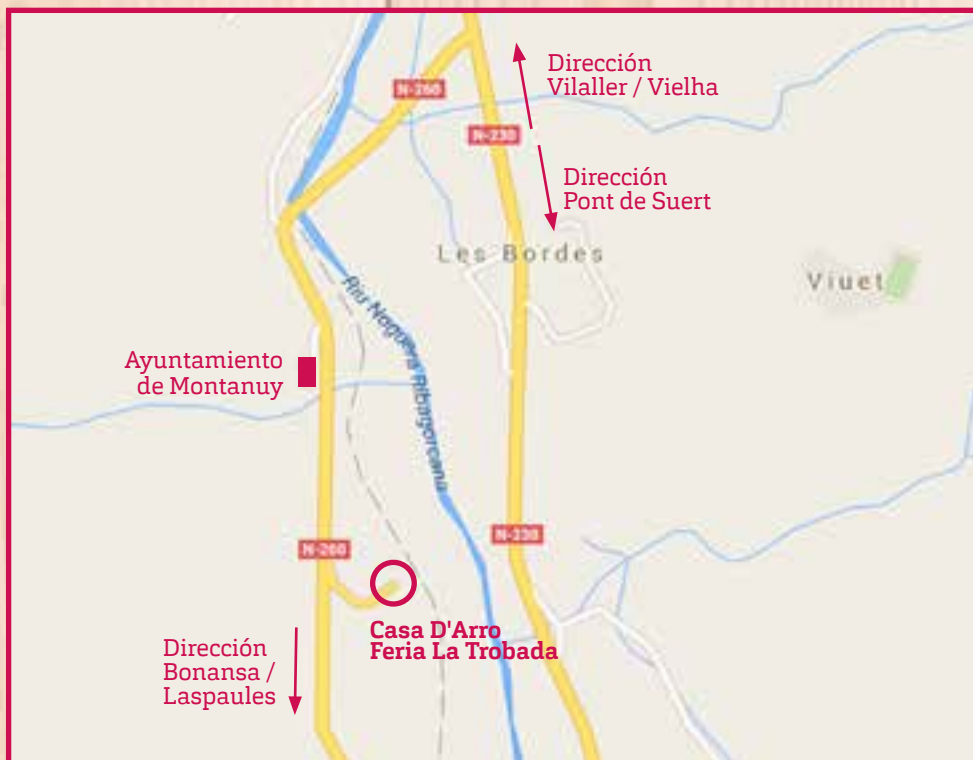 Dirección
Vilaller / Vielha
N-260
N-230
Dirección
Pont de Suert
Les Bordes
Viuet
Riu Noguera Ribagorçana
Ayuntamiento
de Montanuy
N-260
N-230
Casa D'Arro
Feria La Trobada
Dirección
Bonansa /
Laspaules